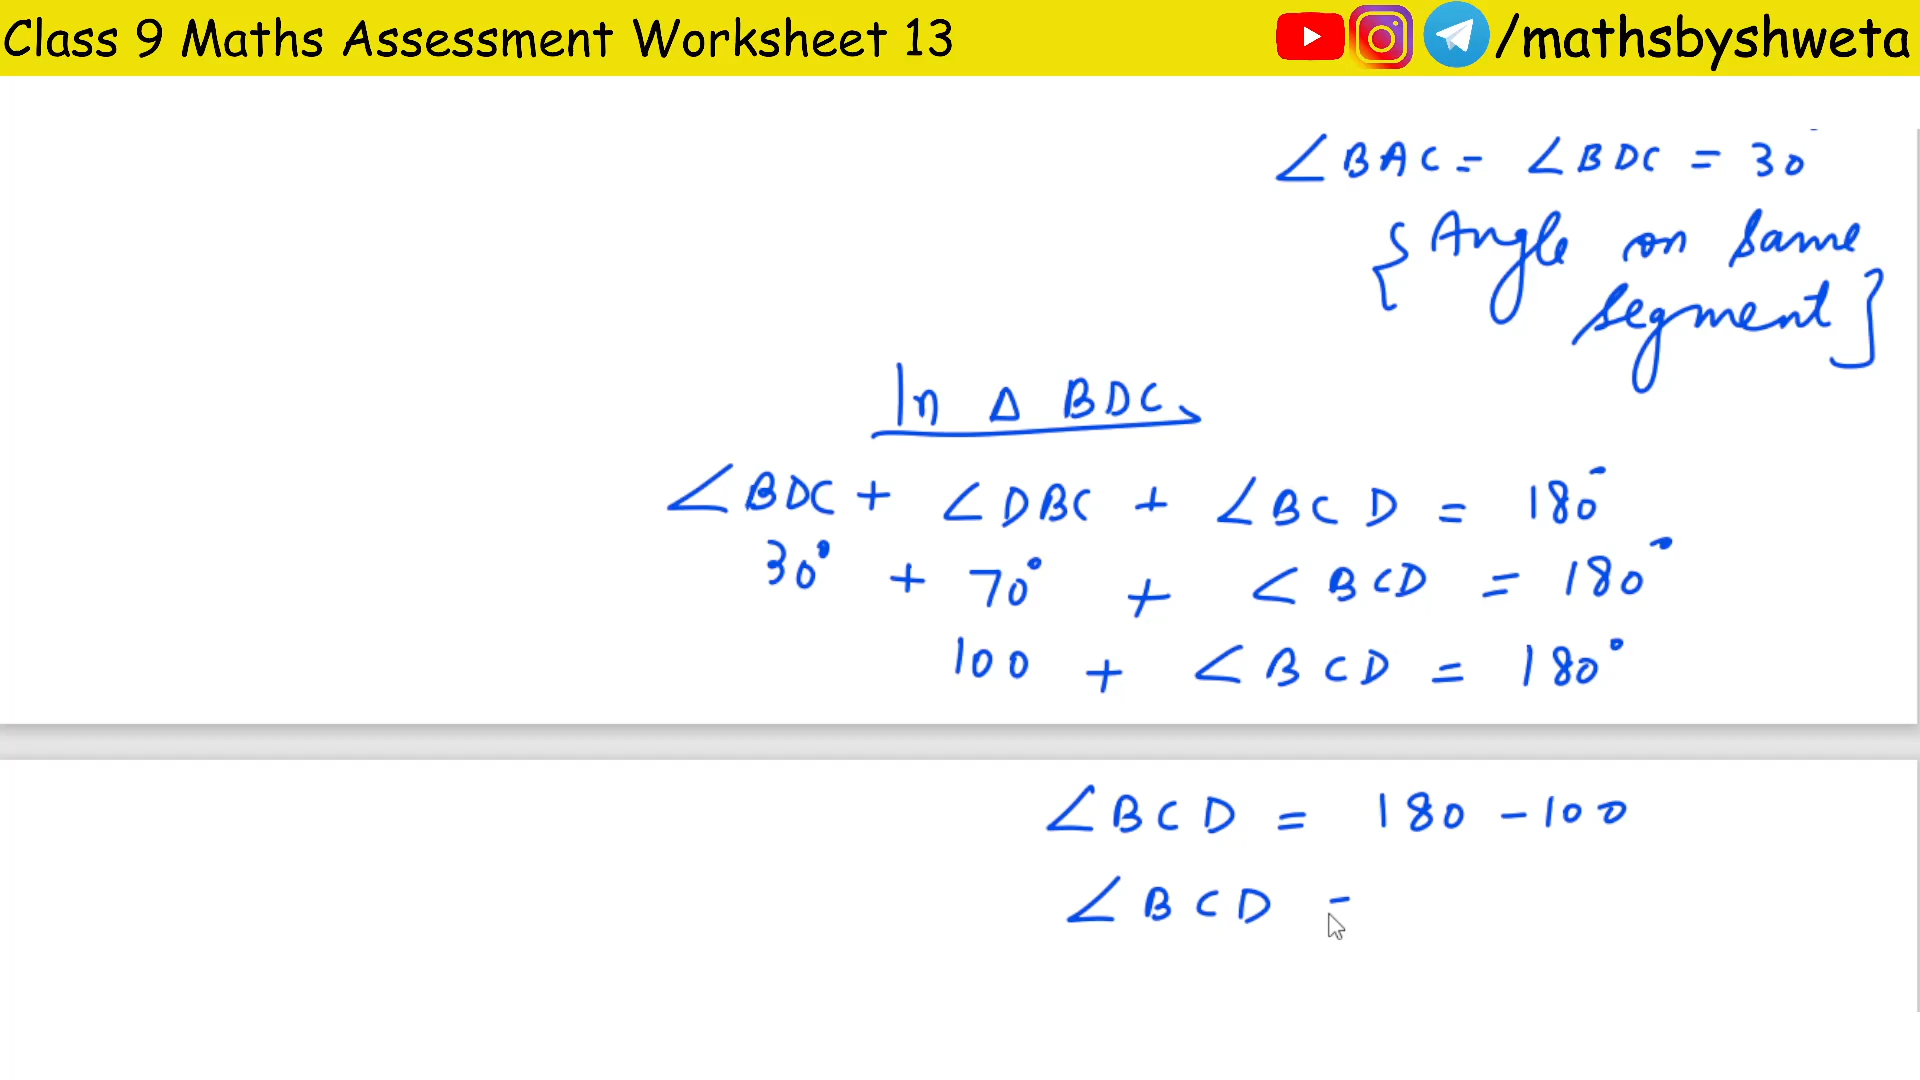 Class 9 Maths Assessment Worksheet 13 /mathsbyshweta
∠BAC = ∠BDC = 30°
{Angle on same
segment}
In Δ BDC,
∠BDC + ∠DBC + ∠BCD = 180°
30° + 70° + ∠BCD = 180°
100 + ∠BCD = 180°
∠BCD = 180 - 100
∠BCD -